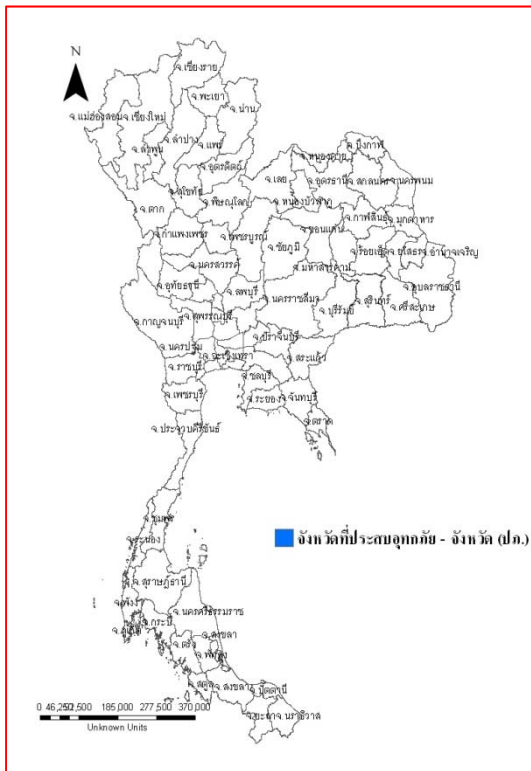 N
จ.เชียงราย
จ.พะเยา
จ.น่าน
จ.แม่ฮ่องสอน จ.เชียงใหม่
จ.ลำปาง
จ.แพร่
จ.ลำพูน
จ.อุตรดิตถ์
จ.บึงกาฬ
จ.หนองคาย
จ.เลย
จ.อุดรธานี
จ.สกลนคร
จ.นครพนม
จ.สุโขทัย
จ.ตาก
จ.พิษณุโลก
จ.หนองบัวลำภู
จ.กาฬสินธุ์
จ.มุกดาหาร
จ.กำแพงเพชร
จ.เพชรบูรณ์
จ.ขอนแก่น
จ.ชัยภูมิ
จ.ร้อยเอ็ด
จ.ยโสธร
จ.อำนาจเจริญ
จ.นครสวรรค์
จ.มหาสารคาม
จ.อุทัยธานี
จ.ลพบุรี
จ.นครราชสีมา
จ.บุรีรัมย์
จ.สุรินทร์
จ.ศรีสะเกษ
จ.อุบลราชธานี
จ.กาญจนบุรี
จ.สุพรรณบุรี
จ.ปราจีนบุรี
จ.นครปฐม
จ.ฉะเชิงเทรา
จ.สระแก้ว
จ.ราชบุรี
จ.ชลบุรี
จ.เพชรบุรี
จ.ระยอง
จ.จันทบุรี
จ.ตราด
จ.ประจวบคีรีขันธ์
จ.ชุมพร
จ.ระนอง
จังหวัดที่ประสบอุทกภัย - จังหวัด (ปภ.)
จ.สุราษฎ์ธานี
จ.พังงา
จ.นครศรีธรรมราช
จ.กระบี่
จ.ภูเก็ต
จ.สงขลา
จ.ตรัง
จ.พัทลุง
จ.สตูล
จ.สงขลา
จ.ปัตตานี
จ.ยะลา
จ.นราธิวาส
0 46,250 92,500 185,000 277,500 370,000
Unknown Units